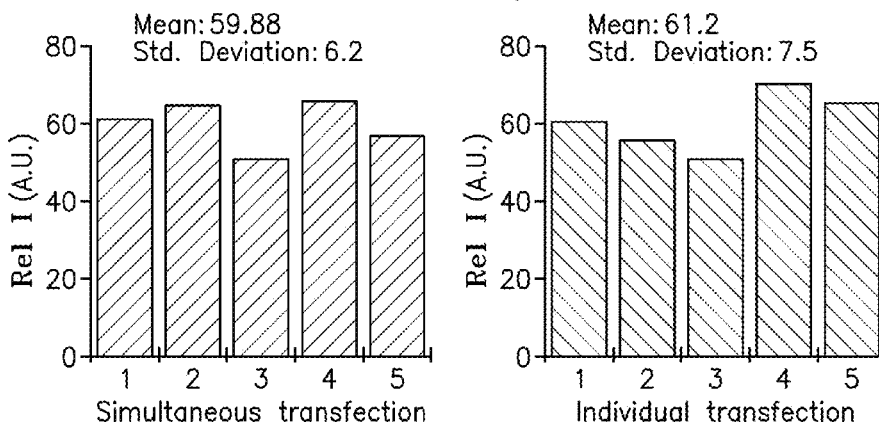 Mean: 59.88
Std. Deviation: 6.2
80
60
40
20
0
Rel I (A.U.)
1 2 3 4 5
Simultaneous transfection
Mean: 61.2
Std. Deviation: 7.5
80
60
40
20
0
Rel I (A.U.)
1 2 3 4 5
Individual transfection